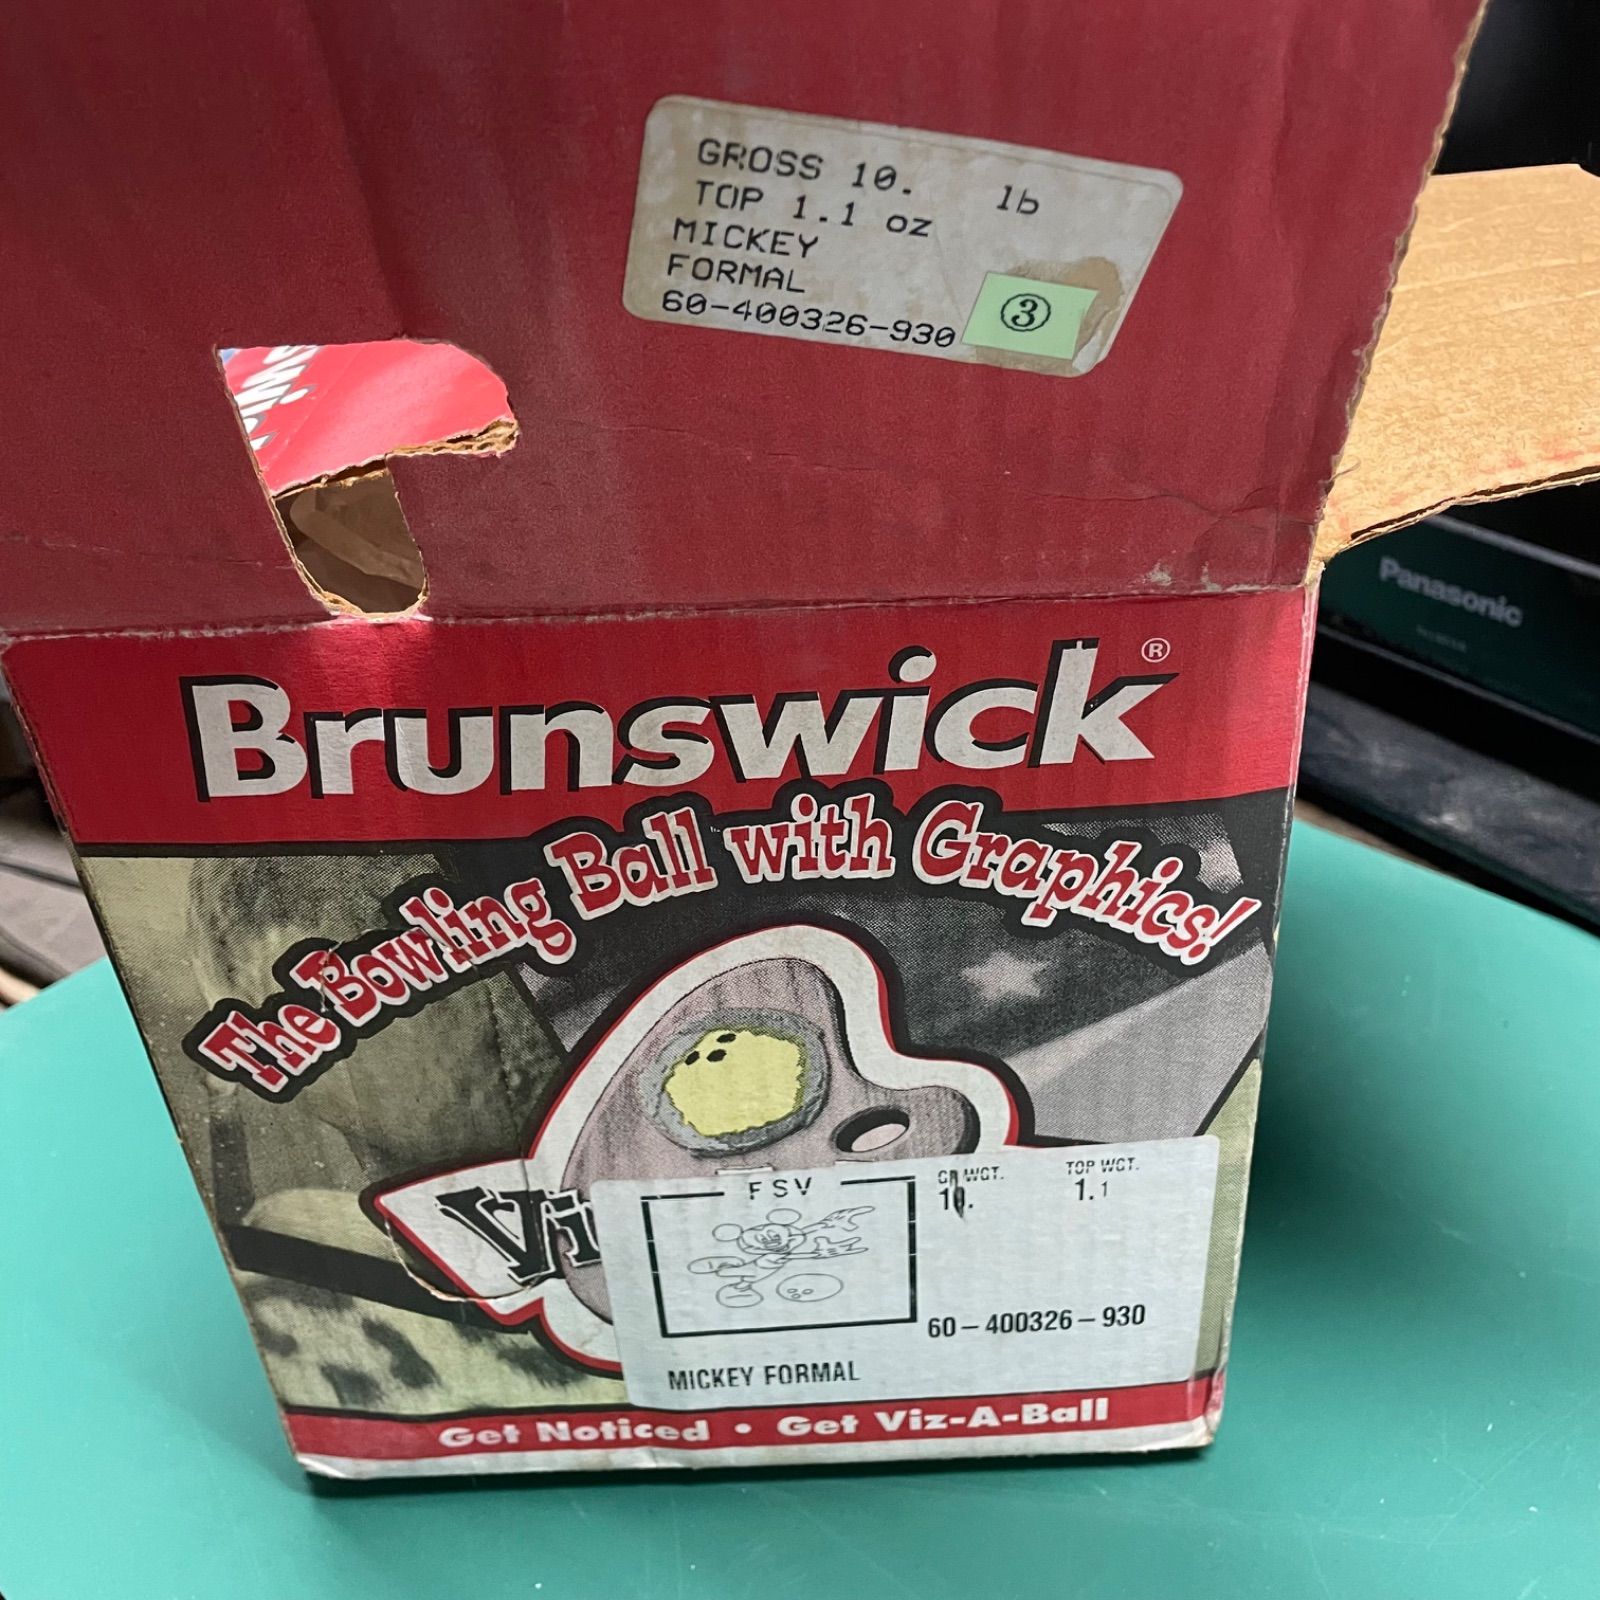 GROSS 10. lb
TOP 1.1 oz
MICKEY
FORMAL
60-400326-930
③
Panasonic
Brunswick®
The Bowling Ball with Graphics!
FSV
GR WGT. TOP WGT.
10. 1.1
60-400326-930
MICKEY FORMAL
Get Noticed • Get Viz-A-Ball